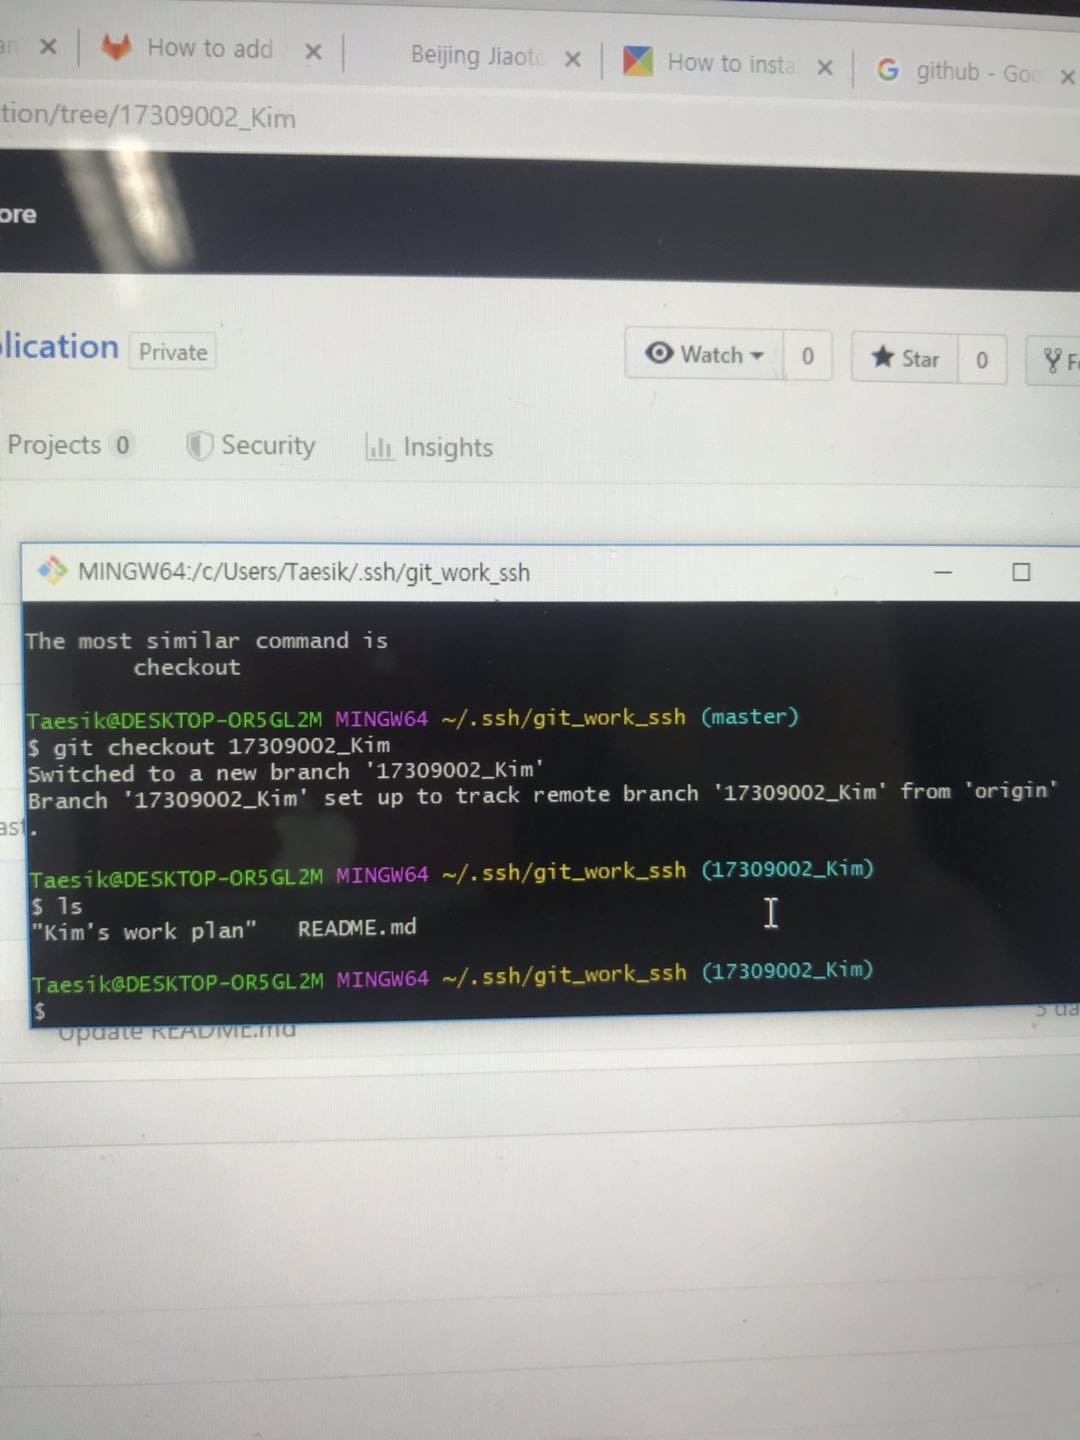 How to add
Beijing Jiaoto
How to insta
github - Goo
tion/tree/17309002_Kim
ore
lication Private
Watch 0 Star 0
Projects 0 Security Insights
MINGW64:/c/Users/Taesik/.ssh/git_work_ssh
The most similar command is
checkout
Taesik@DESKTOP-OR5GL2M MINGW64 ~/.ssh/git_work_ssh (master)
$ git checkout 17309002_Kim
Switched to a new branch '17309002_Kim'
Branch '17309002_Kim' set up to track remote branch '17309002_Kim' from 'origin'
.
Taesik@DESKTOP-OR5GL2M MINGW64 ~/.ssh/git_work_ssh (17309002_Kim)
$ ls
"Kim's work plan" README.md
Taesik@DESKTOP-OR5GL2M MINGW64 ~/.ssh/git_work_ssh (17309002_Kim)
$
Update README.md